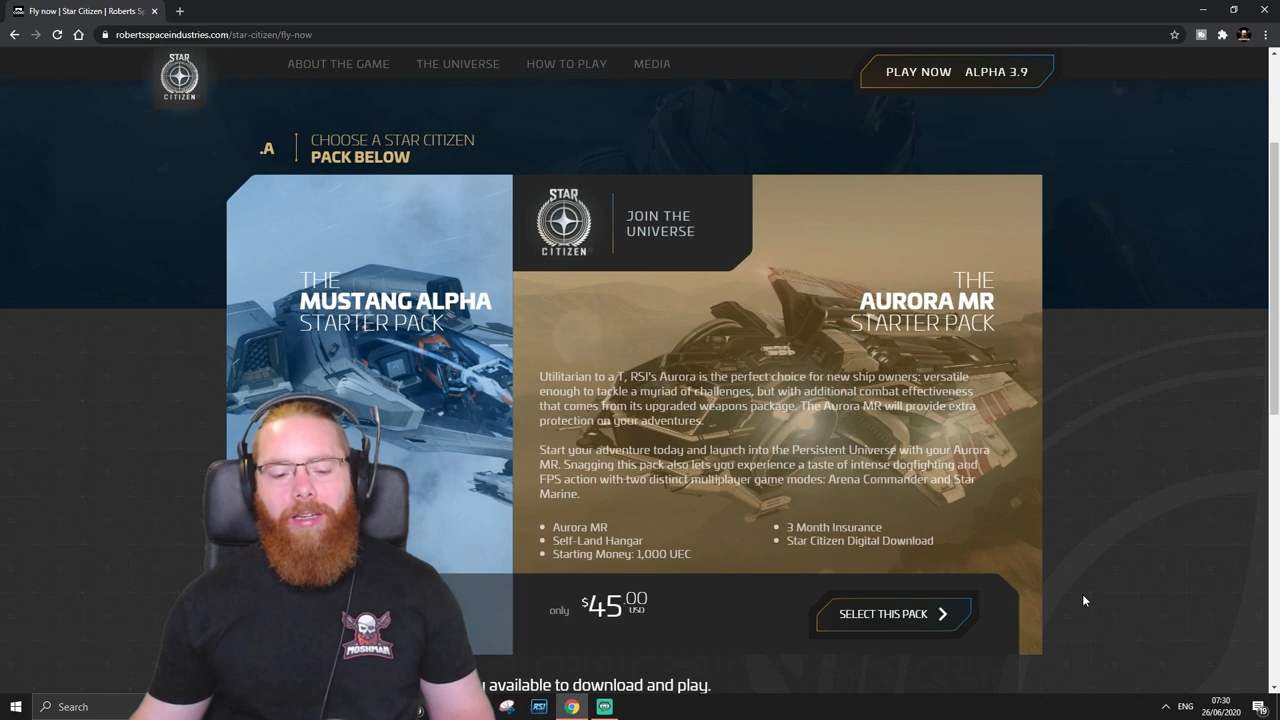 Fly now | Roberts Space Industries | Roberts Sp
robertsspaceindustries.com/star-citizen/fly-now
STAR
CITIZEN
ABOUT THE GAME
THE UNIVERSE
HOW TO PLAY
MEDIA
PLAY NOW ALPHA 3.9
.A
CHOOSE A STAR CITIZEN
PACK BELOW
STAR
CITIZEN
JOIN THE
UNIVERSE
THE
MUSTANG ALPHA
STARTER PACK
THE
AURORA MR
STARTER PACK
Utilitarian to a T, RSI's Aurora is the perfect choice for new ship owners: versatile
enough to tackle a myriad of challenges, but with additional combat effectiveness
that comes from its upgraded weapons package. The Aurora MR will provide extra
protection on your adventures.
Start your adventure today and launch into the Persistent Universe with your Aurora
MR. Snagging this pack also lets you experience a taste of intense dogfighting and
FPS action with two distinct multiplayer game modes: Arena Commander and Star
Marine.
Aurora MR
Self-Land Hangar
Starting Money: 1,000 UEC
3 Month Insurance
Star Citizen Digital Download
only $45.00 USD
SELECT THIS PACK
MOSHMAN
available to download and play.
Search
RSI
ENG
07:30
26/06/2020
19